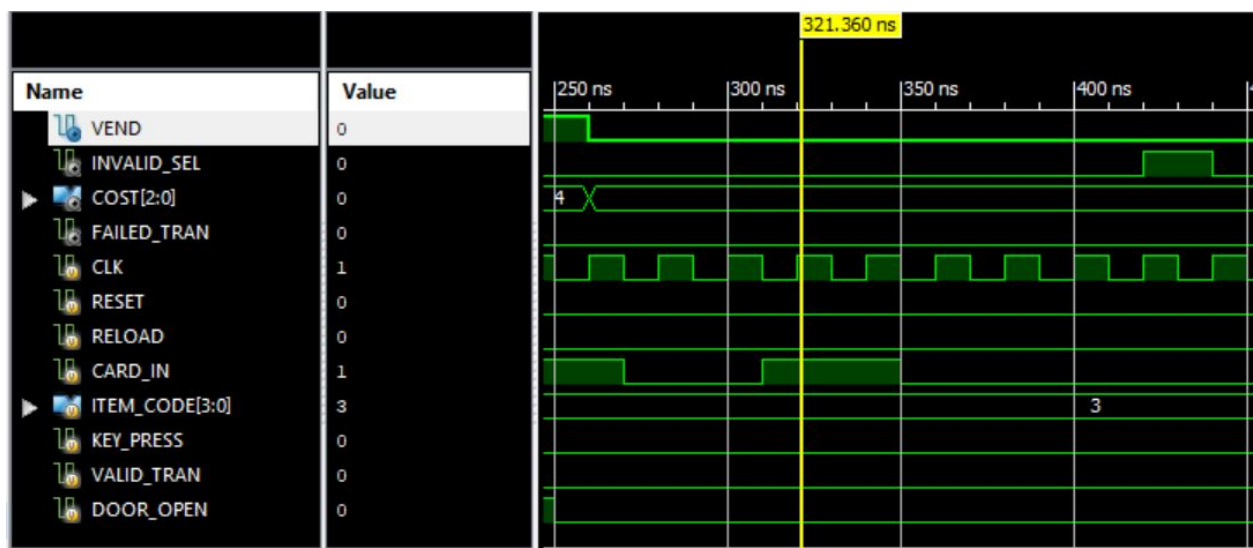 321.360 ns
Name Value 250 ns 300 ns 350 ns 400 ns
VEND 0
INVALID_SEL 0
COST[2:0] 0 4
FAILED_TRAN 0
CLK 1
RESET 0
RELOAD 0
CARD_IN 1
ITEM_CODE[3:0] 3 3
KEY_PRESS 0
VALID_TRAN 0
DOOR_OPEN 0